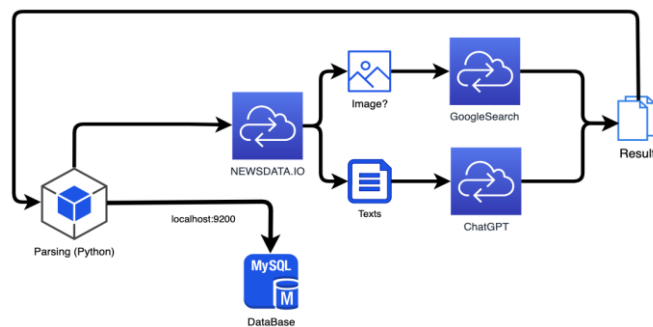 Image?
GoogleSearch
NEWSDATA.IO
Result
Texts
ChatGPT
localhost:9200
Parsing (Python)
MySQL
M
DataBase